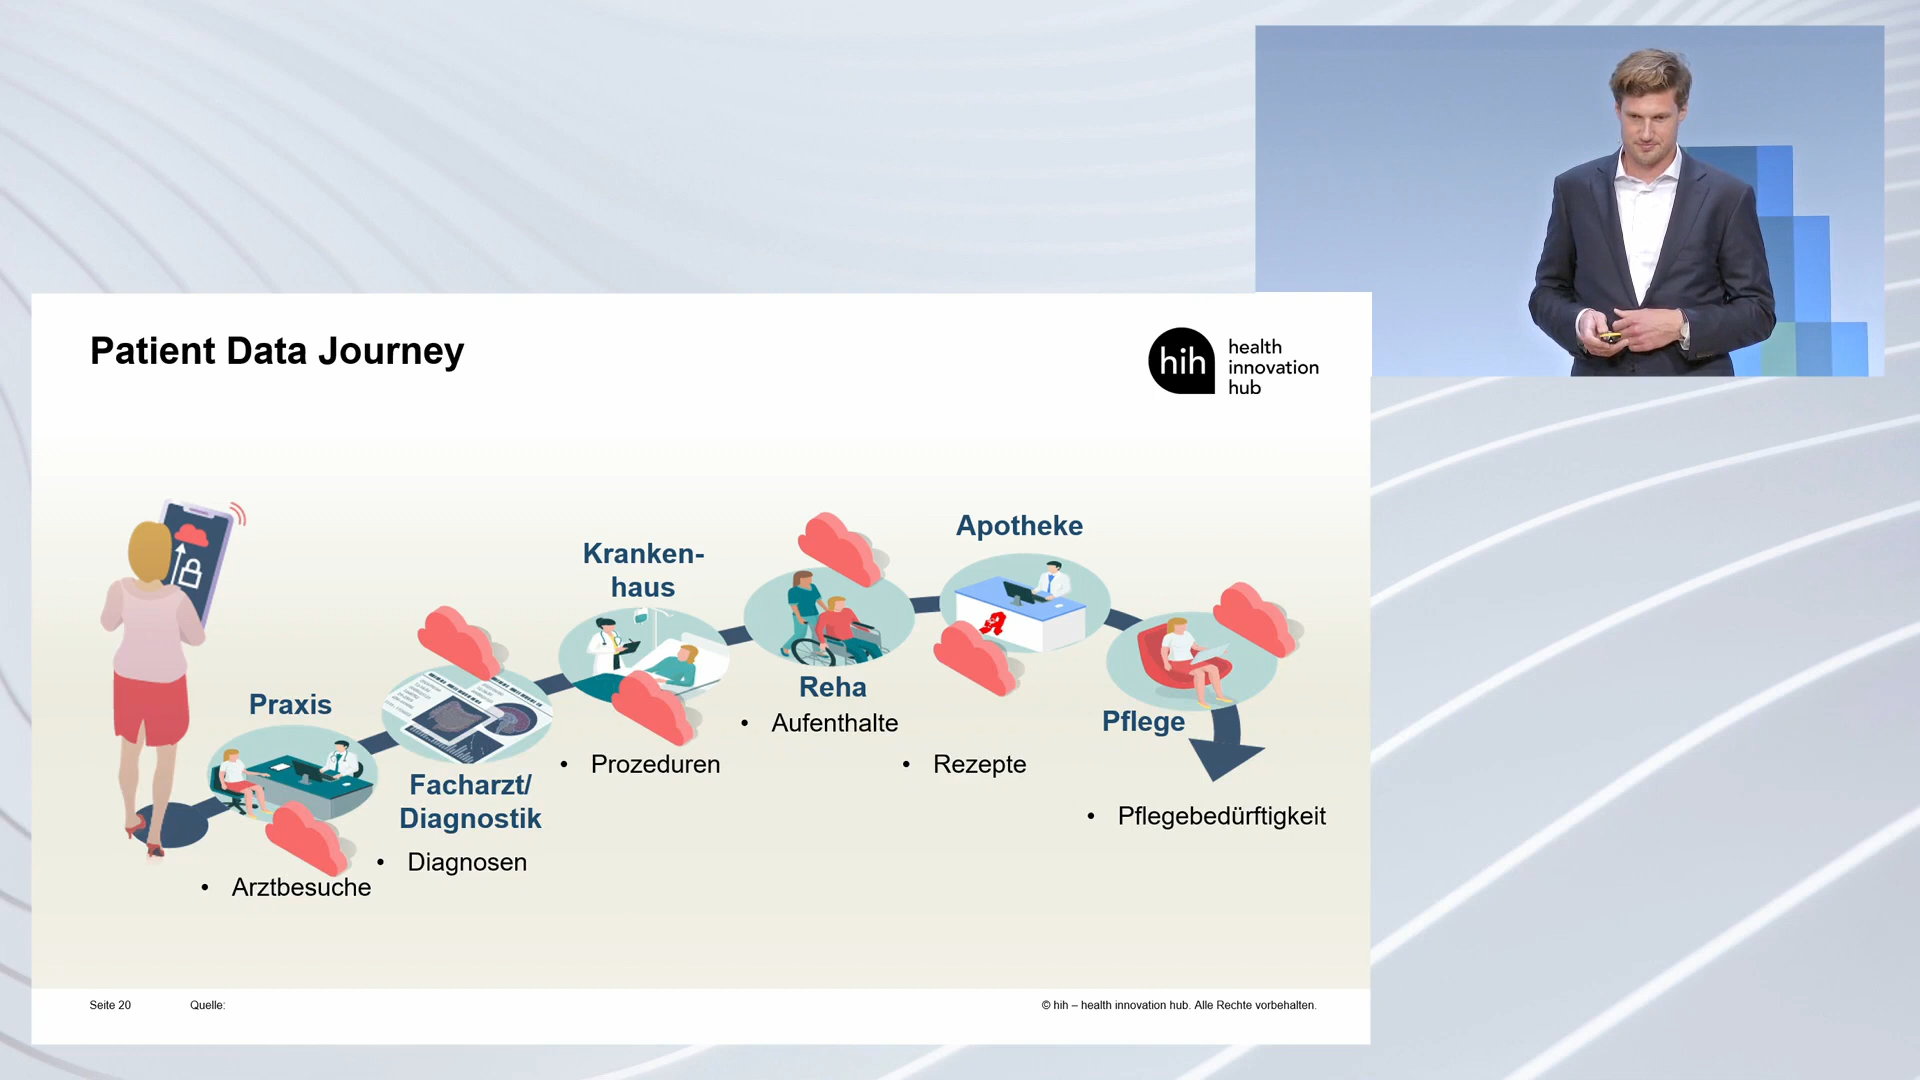 Patient Data Journey
hih
health
innovation
hub
Praxis
• Arztbesuche
Facharzt/
Diagnostik
• Diagnosen
Kranken-
haus
• Prozeduren
Reha
• Aufenthalte
Apotheke
• Rezepte
Pflege
• Pflegebedürftigkeit
Seite 20
Quelle:
© hih – health innovation hub. Alle Rechte vorbehalten.